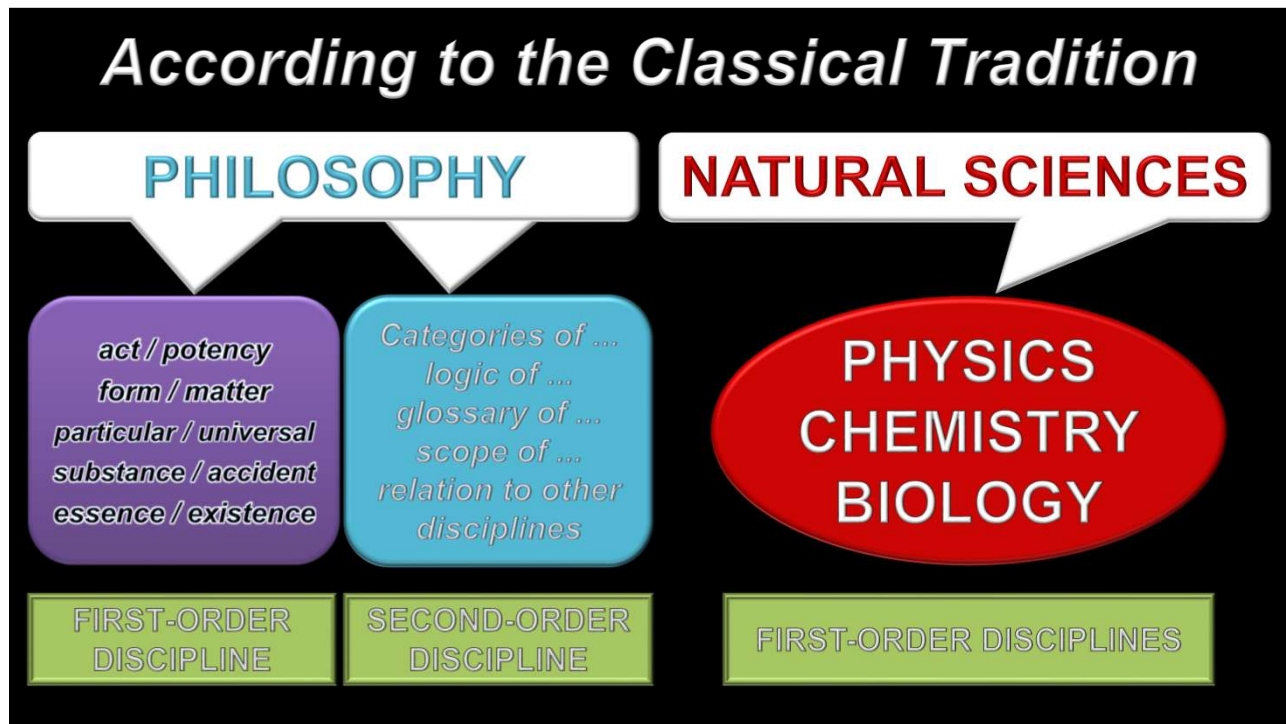 According to the Classical Tradition
PHILOSOPHY
NATURAL SCIENCES
act / potency
form / matter
particular / universal
substance / accident
essence / existence
Categories of ...
logic of ...
glossary of ...
scope of ...
relation to other
disciplines
PHYSICS
CHEMISTRY
BIOLOGY
FIRST-ORDER
DISCIPLINE
SECOND-ORDER
DISCIPLINE
FIRST-ORDER DISCIPLINES